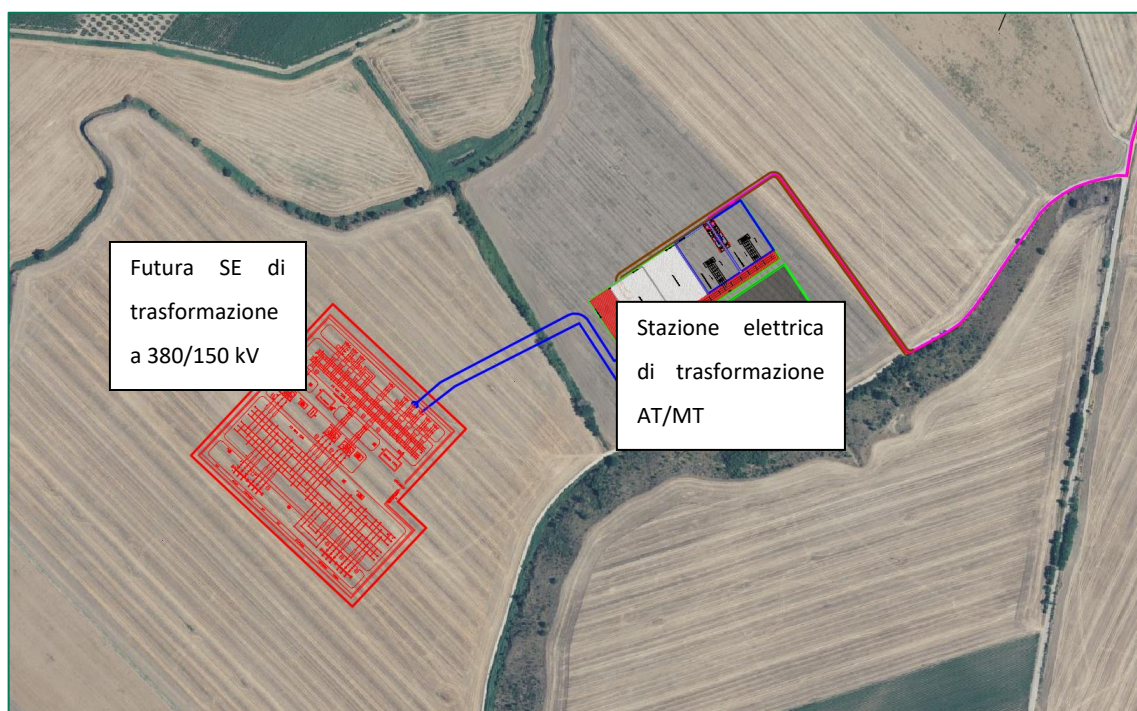 Futura SE di
trasformazione
a 380/150 kV
Stazione elettrica
di trasformazione
AT/MT